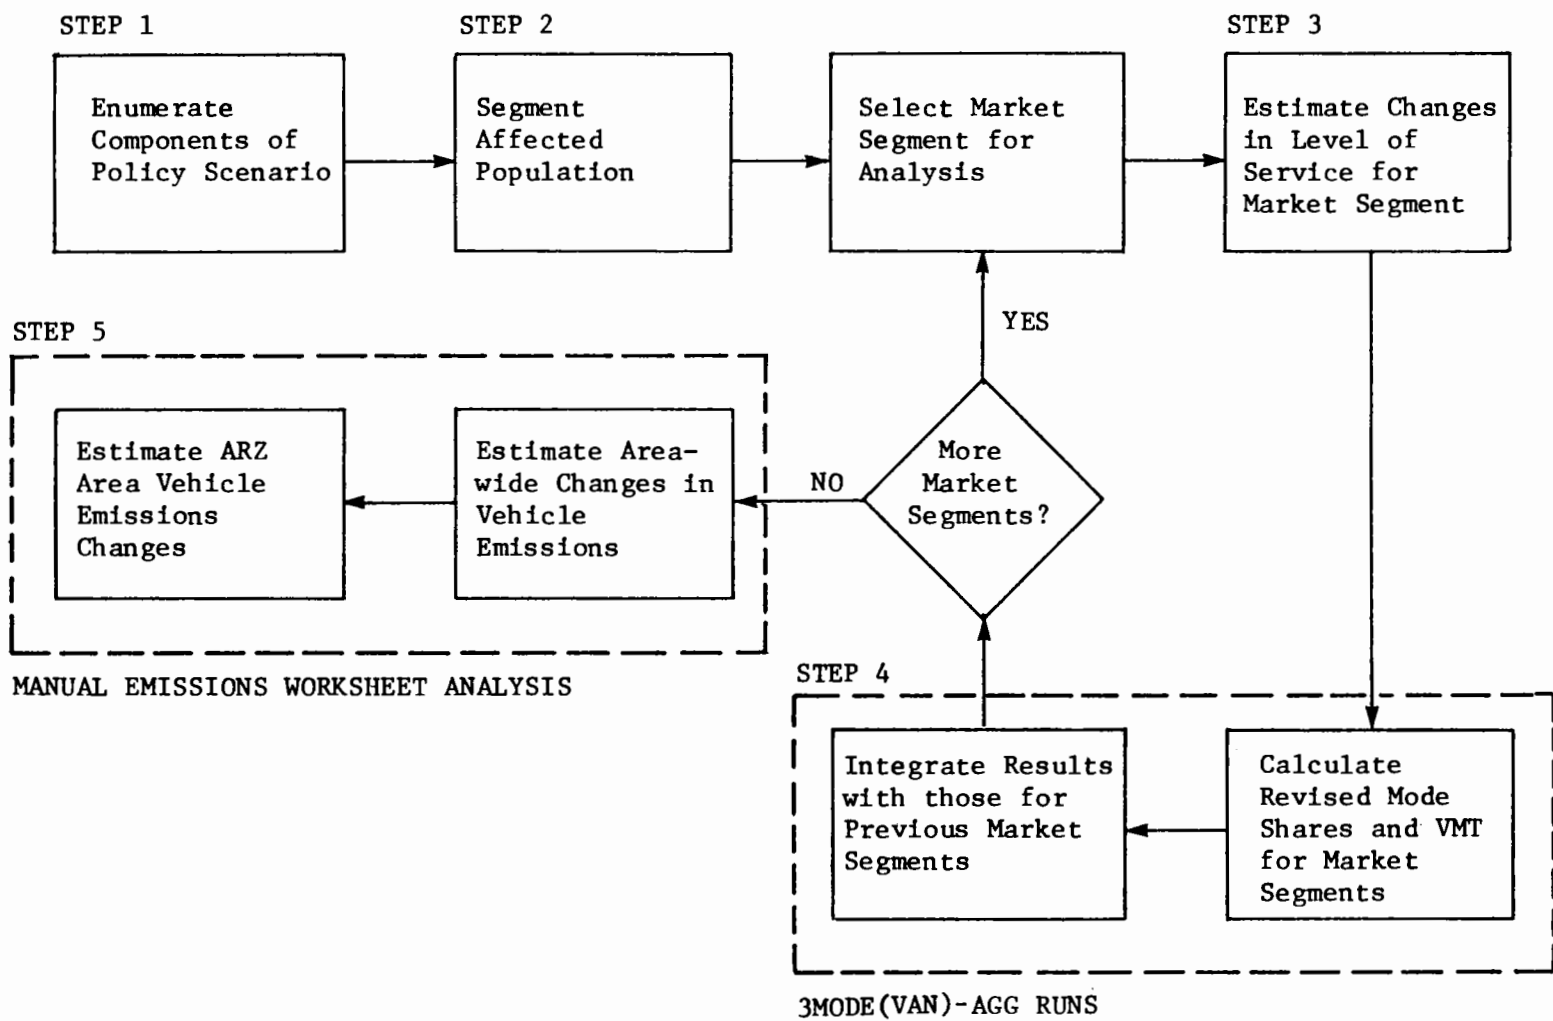 STEP 1
Enumerate
Components of
Policy Scenario
STEP 2
Segment
Affected
Population
Select Market
Segment for
Analysis
STEP 3
Estimate Changes
in Level of
Service for
Market Segment
YES
More
Market
Segments?
NO
STEP 5
Estimate ARZ
Area Vehicle
Emissions
Changes
Estimate Area-
wide Changes in
Vehicle
Emissions
MANUAL EMISSIONS WORKSHEET ANALYSIS
STEP 4
Integrate Results
with those for
Previous Market
Segments
Calculate
Revised Mode
Shares and VMT
for Market
Segments
3MODE(VAN)-AGG RUNS